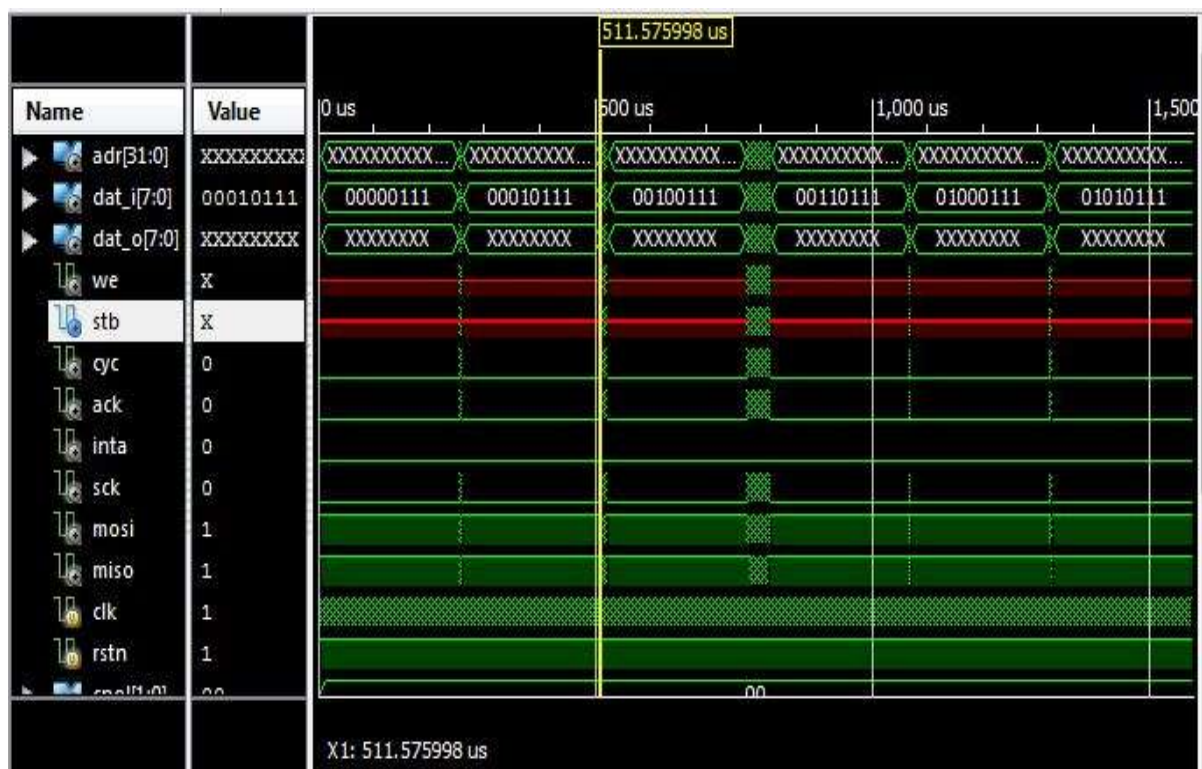 511.575998 us
Name Value 0 us 500 us 1,000 us 1,500
adr[31:0] XXXXXXXXX XXXXXXXXXX... XXXXXXXXXX... XXXXXXXXXX... XXXXXXXXXX... XXXXXXXXXX... XXXXXXXXXX...
dat_i[7:0] 00010111 00000111 00010111 00100111 00110111 01000111 01010111
dat_o[7:0] XXXXXXXX XXXXXXXX XXXXXXXX XXXXXXXX XXXXXXXX XXXXXXXX XXXXXXXX
we X
stb X
cyc 0
ack 0
inta 0
sck 0
mosi 1
miso 1
clk 1
rstn 1
X1: 511.575998 us